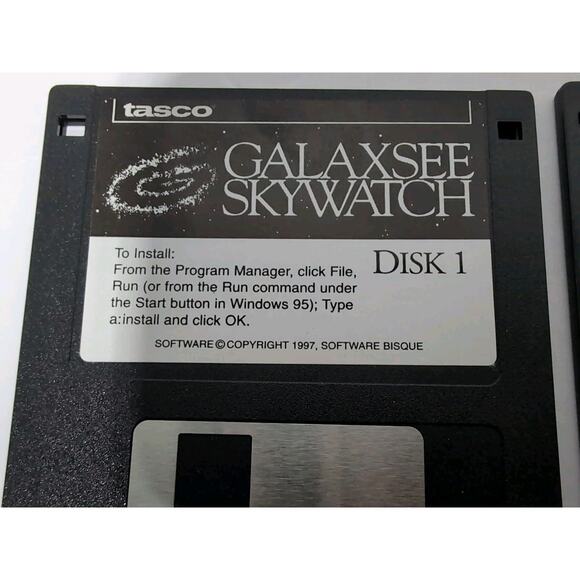 tasco
GALAXSEE
SKYWATCH
DISK 1
To Install:
From the Program Manager, click File,
Run (or from the Run command under
the Start button in Windows 95); Type
a:install and click OK.
SOFTWARE © COPYRIGHT 1997, SOFTWARE BISQUE